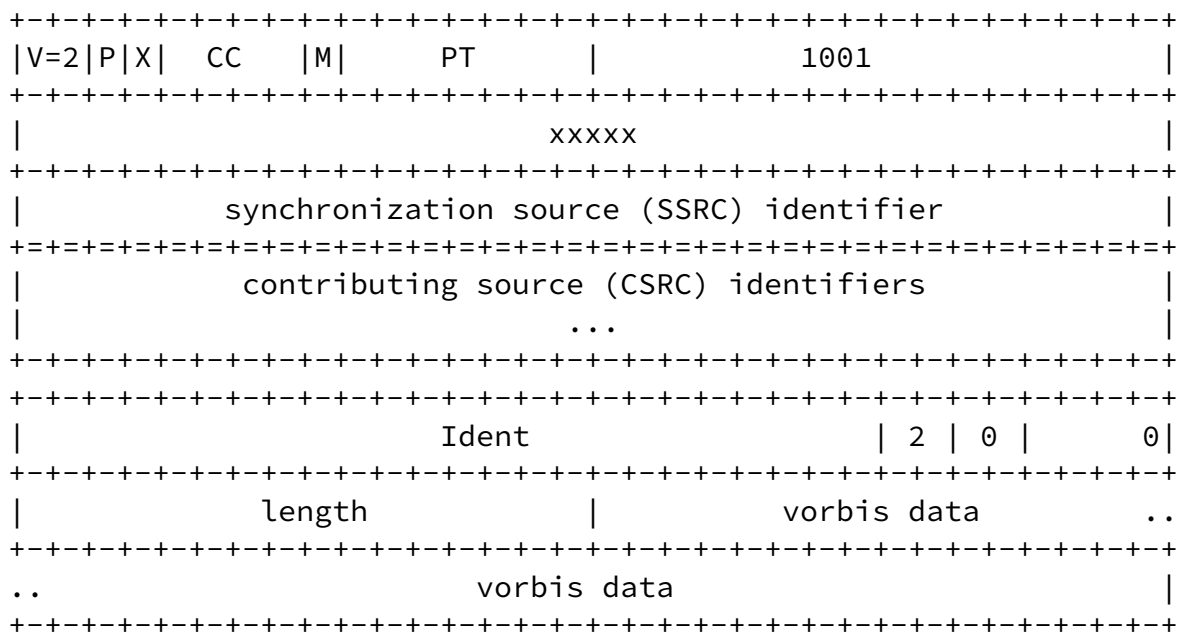 +-+-+-+-+-+-+-+-+-+-+-+-+-+-+-+-+-+-+-+-+-+-+-+-+-+-+-+-+-+-+-+-+
|V=2|P|X|  CC   |M|     PT      |           1001                |
+-+-+-+-+-+-+-+-+-+-+-+-+-+-+-+-+-+-+-+-+-+-+-+-+-+-+-+-+-+-+-+-+
|                             xxxxx                             |
+-+-+-+-+-+-+-+-+-+-+-+-+-+-+-+-+-+-+-+-+-+-+-+-+-+-+-+-+-+-+-+-+
|           synchronization source (SSRC) identifier            |
+=+=+=+=+=+=+=+=+=+=+=+=+=+=+=+=+=+=+=+=+=+=+=+=+=+=+=+=+=+=+=+=+
|            contributing source (CSRC) identifiers             |
|                              ...                              |
+-+-+-+-+-+-+-+-+-+-+-+-+-+-+-+-+-+-+-+-+-+-+-+-+-+-+-+-+-+-+-+-+
+-+-+-+-+-+-+-+-+-+-+-+-+-+-+-+-+-+-+-+-+-+-+-+-+-+-+-+-+-+-+-+-+
|                       Ident                   | 2 | 0 |      0|
+-+-+-+-+-+-+-+-+-+-+-+-+-+-+-+-+-+-+-+-+-+-+-+-+-+-+-+-+-+-+-+-+
|             length            |          vorbis data         ..
+-+-+-+-+-+-+-+-+-+-+-+-+-+-+-+-+-+-+-+-+-+-+-+-+-+-+-+-+-+-+-+-+
..                        vorbis data                           |
+-+-+-+-+-+-+-+-+-+-+-+-+-+-+-+-+-+-+-+-+-+-+-+-+-+-+-+-+-+-+-+-+